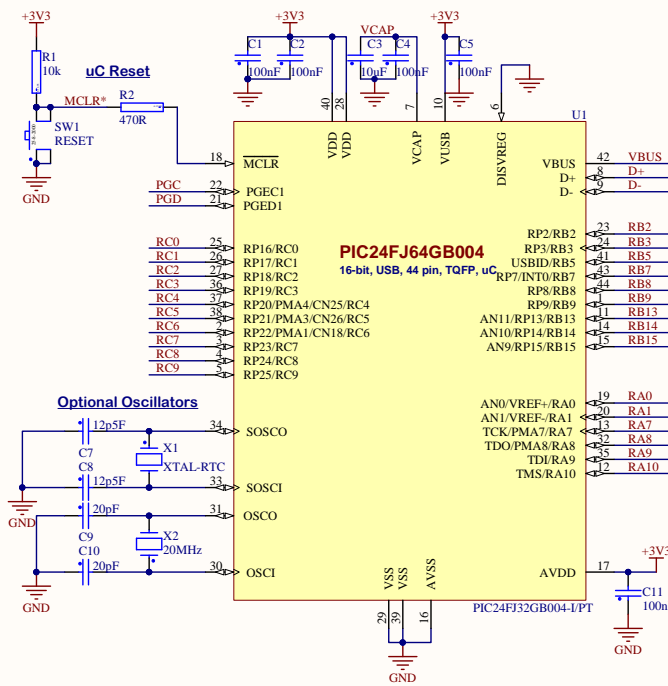 +3V3
+3V3
+3V3
R1
10k
uC Reset
MCLR*
R2
470R
SW1
RESET
GND
C1
100nF
C2
100nF
VCAP
C3
10uF
C4
100nF
C5
100nF
40
28
7
10
6
VDD
VDD
VCAP
VUSB
DISVREG
U1
18
MCLR
PGC
22
PGEC1
PGD
21
PGED1
VBUS
42
VBUS
D+
8
D+
D-
9
D-
RC0
25
RP16/RC0
RC1
26
RP17/RC1
RC2
27
RP18/RC2
RC3
36
RP19/RC3
RC4
37
RP20/PMA4/CN25/RC4
RC5
38
RP21/PMA3/CN26/RC5
RC6
2
RP22/PMA1/CN18/RC6
RC7
3
RP23/RC7
RC8
4
RP24/RC8
RC9
5
RP25/RC9
PIC24FJ64GB004
16-bit, USB, 44 pin, TQFP, uC
RP2/RB2
23
RB2
RP3/RB3
24
RB3
USBID/RB5
41
RB5
RP7/INT0/RB7
43
RB7
RP8/RB8
44
RB8
RP9/RB9
1
RB9
AN11/RP13/RB13
11
RB13
AN10/RP14/RB14
14
RB14
AN9/RP15/RB15
15
RB15
AN0/VREF+/RA0
19
RA0
AN1/VREF-/RA1
20
RA1
TCK/PMA7/RA7
13
RA7
TDO/PMA8/RA8
32
RA8
TDI/RA9
35
RA9
TMS/RA10
12
RA10
Optional Oscillators
12p5F
C7
C8
12p5F
X1
XTAL-RTC
34
SOSCO
33
SOSCI
GND
20pF
C9
C10
20pF
X2
20MHz
31
OSCO
30
OSCI
GND
VSS
VSS
AVSS
29
39
16
GND
AVDD
17
+3V3
PIC24FJ32GB004-I/PT
C11
100n
GND